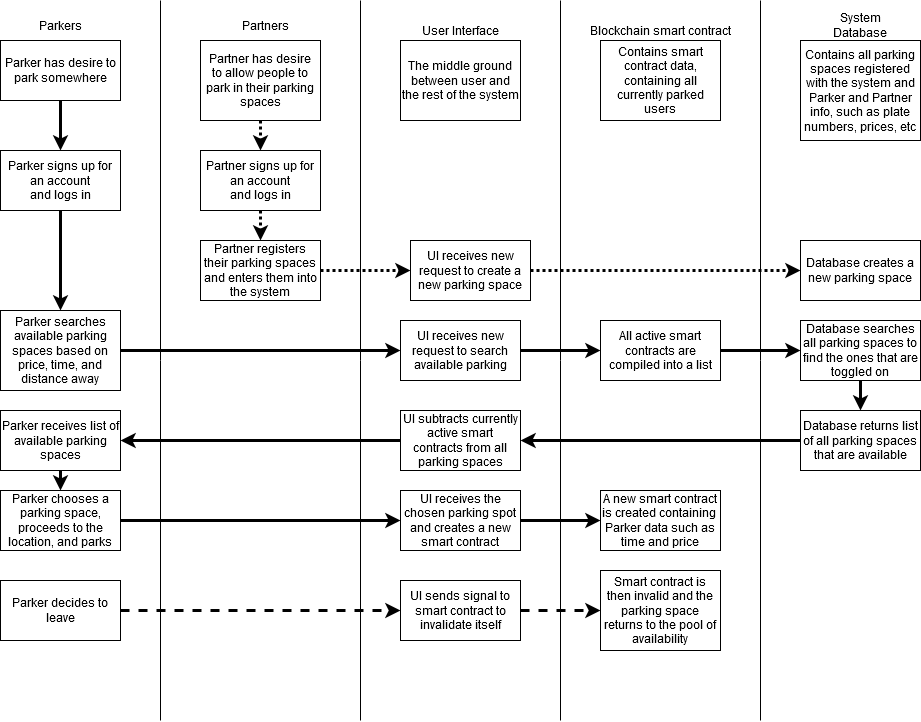 Parkers
Partners
User Interface
Blockchain smart contract
System
Database
Parker has desire to
park somewhere
Partner has desire
to allow people to
park in their parking
spaces
The middle ground
between user and
the rest of the system
Contains smart
contract data,
containing all
currently parked
users
Contains all parking
spaces registered
with the system and
Parker and Partner
info, such as plate
numbers, prices, etc
Parker signs up for
an account
and logs in
Partner signs up for
an account
and logs in
Partner registers
their parking spaces
and enters them into
the system
UI receives new
request to create a
new parking space
Database creates a
new parking space
Parker searches
available parking
spaces based on
price, time, and
distance away
UI receives new
request to search
available parking
All active smart
contracts are
compiled into a list
Database searches
all parking spaces to
find the ones that are
toggled on
Parker receives list of
available parking
spaces
UI subtracts currently
active smart
contracts from all
parking spaces
Database returns list
of all parking spaces
that are available
Parker chooses a
parking space,
proceeds to the
location, and parks
UI receives the
chosen parking spot
and creates a new
smart contract
A new smart contract
is created containing
Parker data such as
time and price
Parker decides to
leave
UI sends signal to
smart contract to
invalidate itself
Smart contract is
then invalid and the
parking space
returns to the pool of
availability